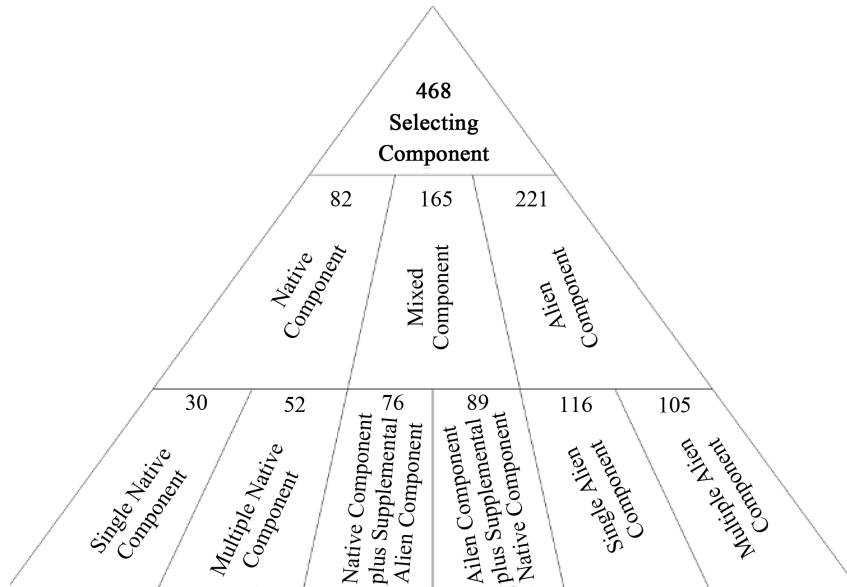 468
Selecting
Component
82
165
221
Native
Component
Mixed
Component
Alien
Component
30
52
76
89
116
105
Single Native
Component
Multiple Native
Component
Native Component
plus Supplemental
Alien Component
Ailen Component
plus Supplemental
Native Component
Single Alien
Component
Multiple Alien
Component